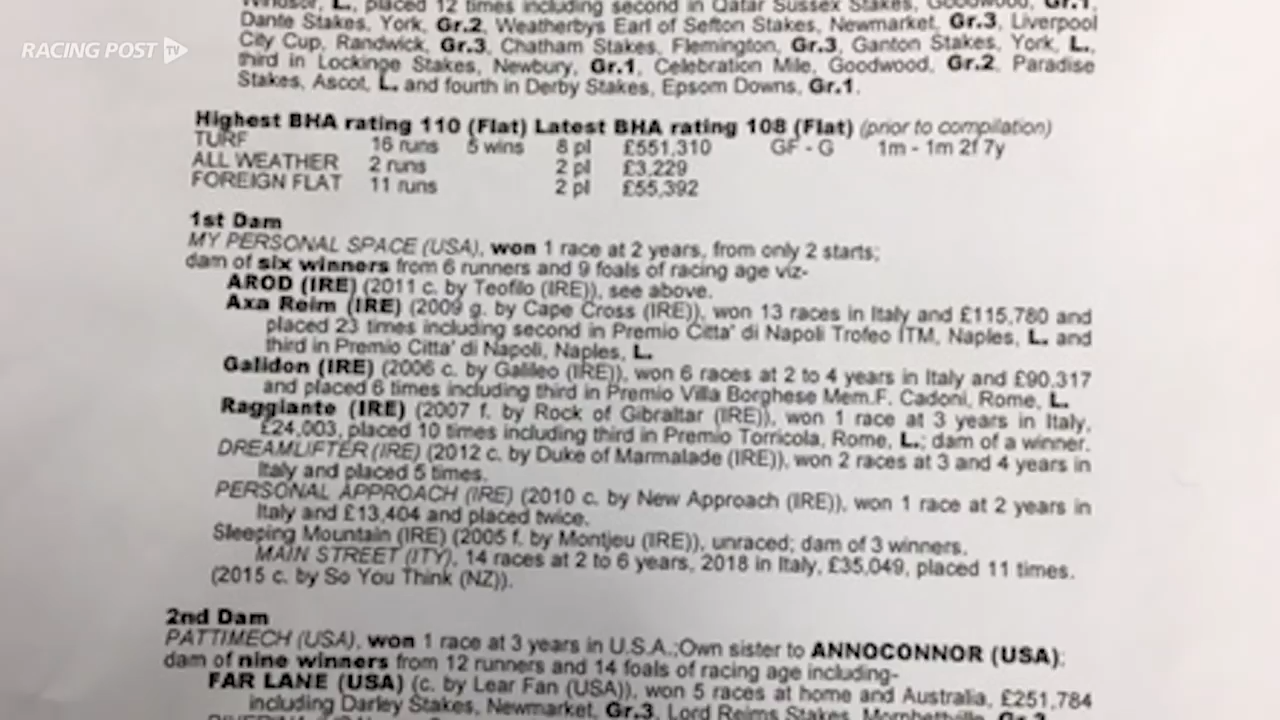 RACING POST TV
Windsor, L., placed 12 times including second in Qatar Sussex Stakes, Goodwood, Gr.1,
Dante Stakes, York, Gr.2, Weatherbys Earl of Sefton Stakes, Newmarket, Gr.3, Liverpool
City Cup, Randwick, Gr.3, Chatham Stakes, Flemington, Gr.3, Ganton Stakes, York, L.,
third in Lockinge Stakes, Newbury, Gr.1, Celebration Mile, Goodwood, Gr.2, Paradise
Stakes, Ascot, L. and fourth in Derby Stakes, Epsom Downs, Gr.1.
Highest BHA rating 110 (Flat) Latest BHA rating 108 (Flat) (prior to compilation)
TURF 16 runs 5 wins 8 pl £551,310 GF - G 1m - 1m 2f 7y
ALL WEATHER 2 runs 2 pl £3,229
FOREIGN FLAT 11 runs 2 pl £55,392
1st Dam
MY PERSONAL SPACE (USA), won 1 race at 2 years, from only 2 starts;
dam of six winners from 6 runners and 9 foals of racing age viz-
AROD (IRE) (2011 c. by Teofilo (IRE)), see above.
Axa Reim (IRE) (2009 g. by Cape Cross (IRE)), won 13 races in Italy and £115,780 and
placed 23 times including second in Premio Citta' di Napoli Trofeo ITM, Naples, L. and
third in Premio Citta' di Napoli, Naples, L.
Galidon (IRE) (2006 c. by Galileo (IRE)), won 6 races at 2 to 4 years in Italy and £90,317
and placed 6 times including third in Premio Villa Borghese Mem.F. Cadoni, Rome, L.
Raggiante (IRE) (2007 f. by Rock of Gibraltar (IRE)), won 1 race at 3 years in Italy,
£24,003, placed 10 times including third in Premio Torricola, Rome, L.; dam of a winner.
DREAMLIFTER (IRE) (2012 c. by Duke of Marmalade (IRE)), won 2 races at 3 and 4 years in
Italy and placed 5 times.
PERSONAL APPROACH (IRE) (2010 c. by New Approach (IRE)), won 1 race at 2 years in
Italy and £13,404 and placed twice.
Sleeping Mountain (IRE) (2005 f. by Montjeu (IRE)), unraced; dam of 3 winners.
MAIN STREET (ITY), 14 races at 2 to 6 years, 2018 in Italy, £35,049, placed 11 times.
(2015 c. by So You Think (NZ)).
2nd Dam
PATTIMECH (USA), won 1 race at 3 years in U.S.A.;Own sister to ANNOCONNOR (USA);
dam of nine winners from 12 runners and 14 foals of racing age including-
FAR LANE (USA) (c. by Lear Fan (USA)), won 5 races at home and Australia, £251,784
including Darley Stakes, Newmarket, Gr.3, Lord Reims Stakes, Morphettville, Gr.3